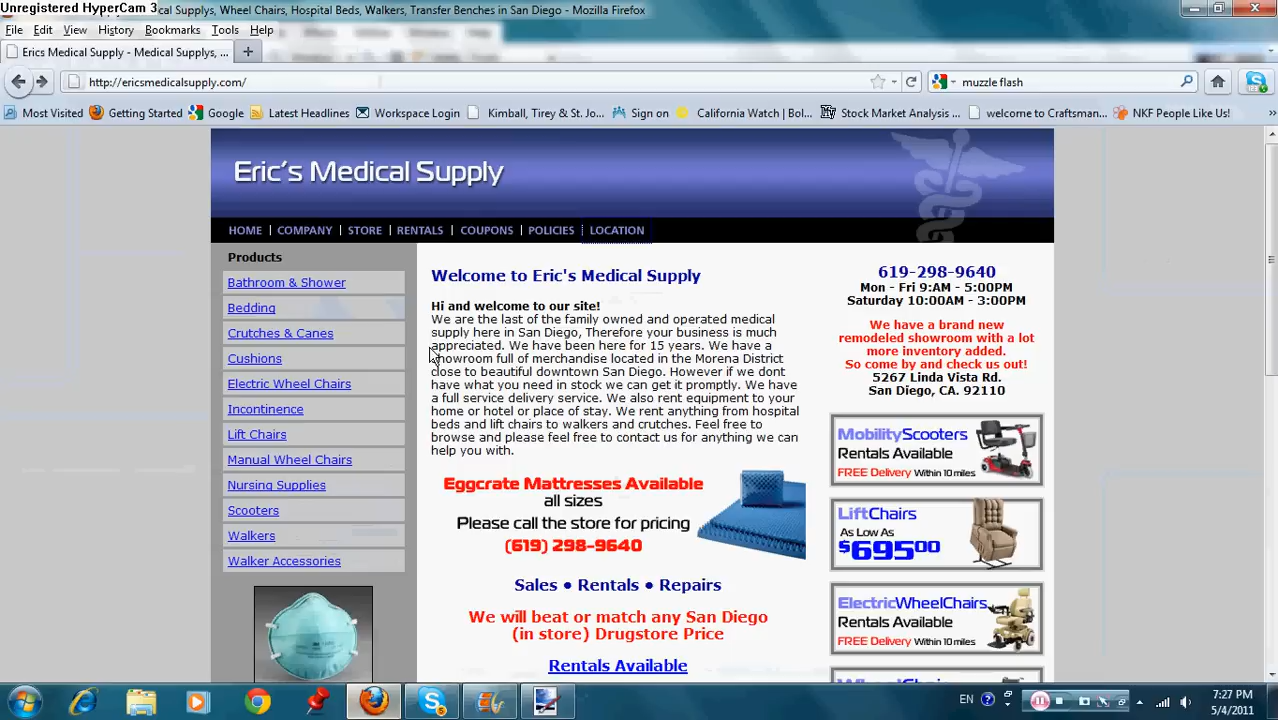 Unregistered HyperCam 3
cal Supply, Wheel Chairs, Hospital Beds, Walkers, Transfer Benches in San Diego - Mozilla Firefox
File Edit View History Bookmarks Tools Help
Erics Medical Supply - Medical Supplys, ...
http://ericsmedicalsupply.com/
muzzle flash
Most Visited Getting Started Google Latest Headlines Workspace Login Kimball, Tirey & St. Jo... Sign on California Watch | Bol... Stock Market Analysis ... welcome to Craftsman... NKF People Like Us! »
Eric's Medical Supply
HOME | COMPANY | STORE | RENTALS | COUPONS | POLICIES | LOCATION
Products
Bathroom & Shower
Bedding
Crutches & Canes
Cushions
Electric Wheel Chairs
Incontinence
Lift Chairs
Manual Wheel Chairs
Nursing Supplies
Scooters
Walkers
Walker Accessories
Welcome to Eric's Medical Supply
Hi and welcome to our site!
We are the last of the family owned and operated medical
supply here in San Diego, Therefore your business is much
appreciated. We have been here for 15 years. We have a
showroom full of merchandise located in the Morena District
close to beautiful downtown San Diego. However if we dont
have what you need in stock we can get it promptly. We have
a full service delivery service. We also rent equipment to your
home or hotel or place of stay. We rent anything from hospital
beds and lift chairs to walkers and crutches. Feel free to
browse and please feel free to contact us for anything we can
help you with.
Eggcrate Mattresses Available
all sizes
Please call the store for pricing
(619) 298-9640
Sales • Rentals • Repairs
We will beat or match any San Diego
(in store) Drugstore Price
Rentals Available
619-298-9640
Mon - Fri 9:AM - 5:00PM
Saturday 10:00AM - 3:00PM
We have a brand new
remodeled showroom with a lot
more inventory added.
So come by and check us out!
5267 Linda Vista Rd.
San Diego, CA. 92110
MobilityScooters
Rentals Available
FREE Delivery Within 10 miles
LiftChairs
As Low As
$695.00
ElectricWheelChairs
Rentals Available
FREE Delivery Within 10 miles
EN
7:27 PM
5/4/2011